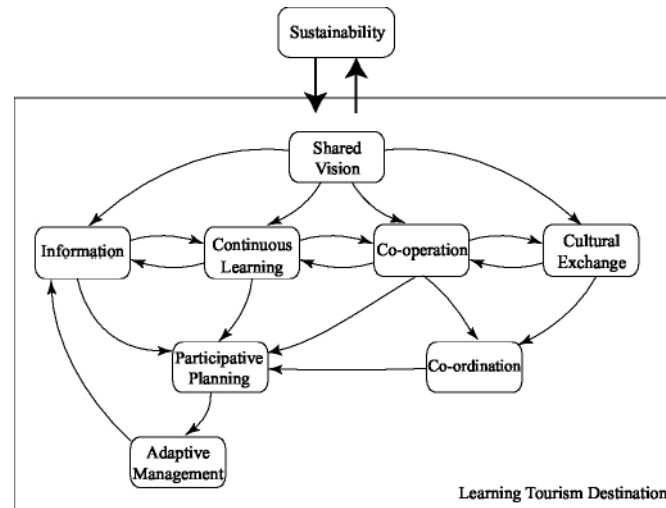 Sustainability
Shared
Vision
Information
Continuous
Learning
Co-operation
Cultural
Exchange
Participative
Planning
Co-ordination
Adaptive
Management
Learning Tourism Destination